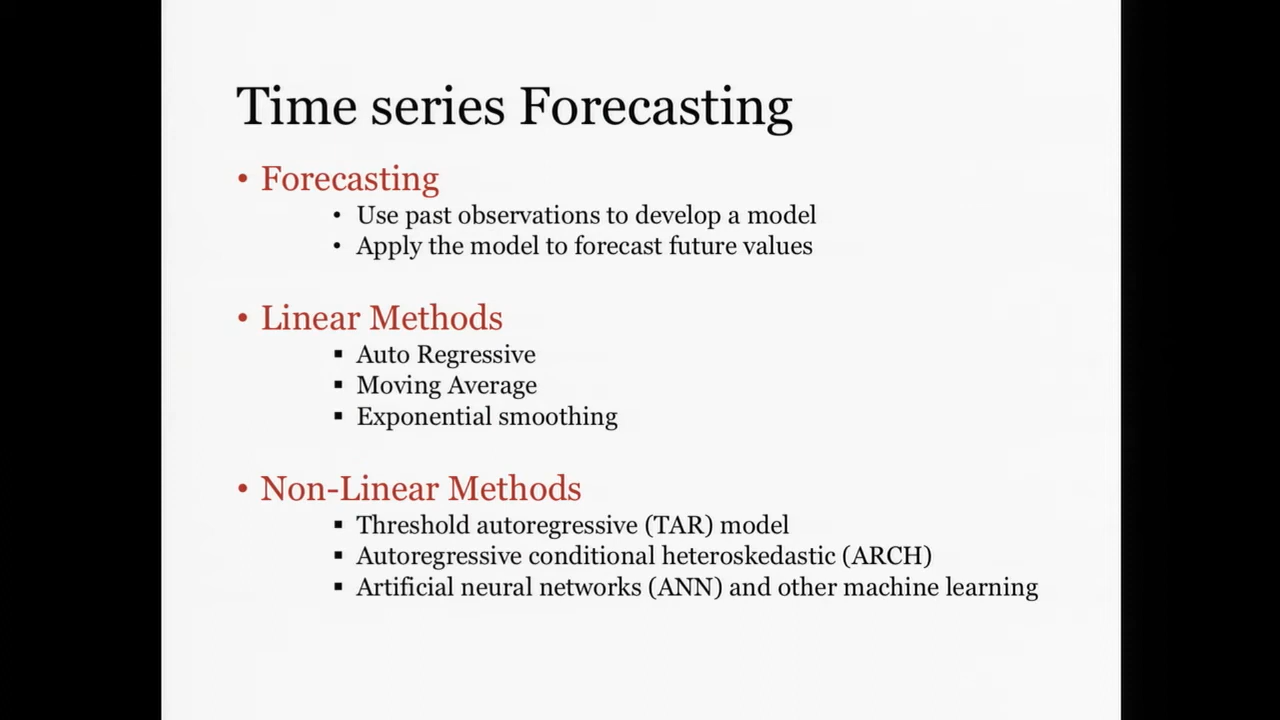 Time series Forecasting
• Forecasting
• Use past observations to develop a model
• Apply the model to forecast future values
• Linear Methods
▪ Auto Regressive
▪ Moving Average
▪ Exponential smoothing
• Non-Linear Methods
▪ Threshold autoregressive (TAR) model
▪ Autoregressive conditional heteroskedastic (ARCH)
▪ Artificial neural networks (ANN) and other machine learning